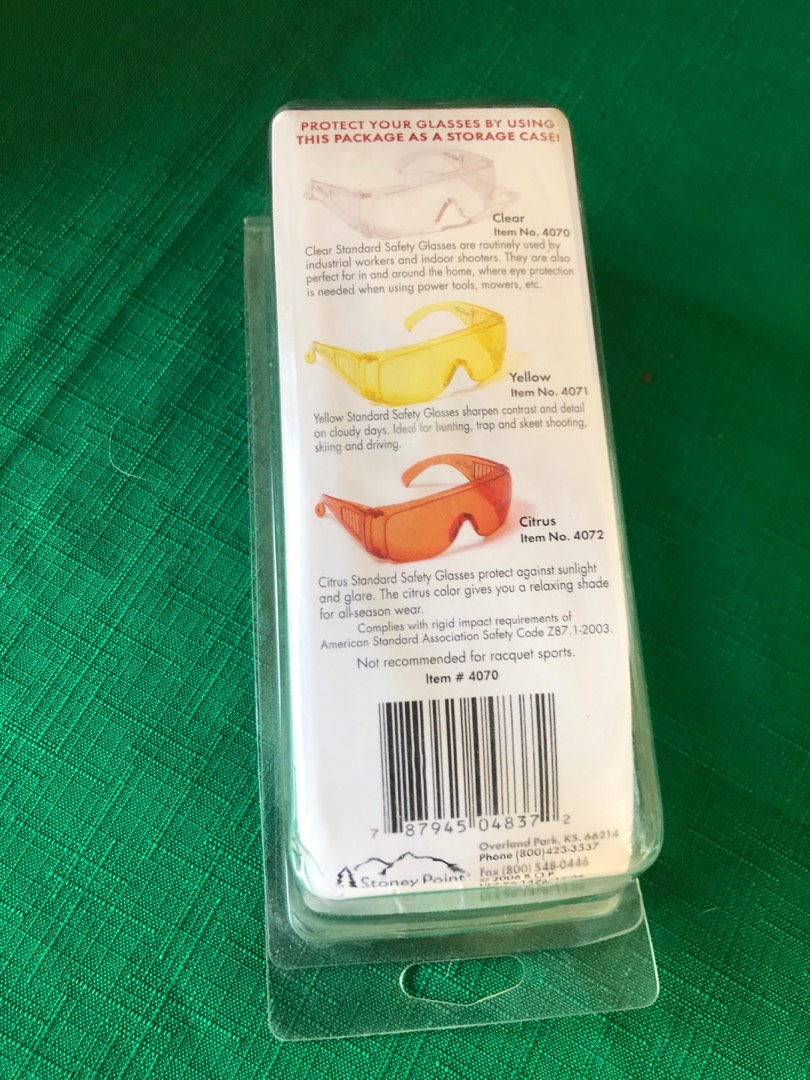 PROTECT YOUR GLASSES BY USING
THIS PACKAGE AS A STORAGE CASE!
Clear
Item No. 4070
Clear Standard Safety Glasses are routinely used by
industrial workers and indoor shooters. They are also
perfect for in and around the home, where eye protection
is needed when using power tools, mowers, etc.
Yellow
Item No. 4071
Yellow Standard Safety Glasses sharpen contrast and detail
on cloudy days. Ideal for hunting, trap and skeet shooting,
skiing and driving.
Citrus
Item No. 4072
Citrus Standard Safety Glasses protect against sunlight
and glare. The citrus color gives you a relaxing shade
for all-season wear.
Complies with rigid impact requirements of
American Standard Association Safety Code Z87.1-2003.
Not recommended for racquet sports.
Item # 4070
7 87945 04837 2
Stoney Point
Overland Park, KS. 66214
Phone (800)423-3537
Fax (800) 548-0446
© 2006 B.O.P.